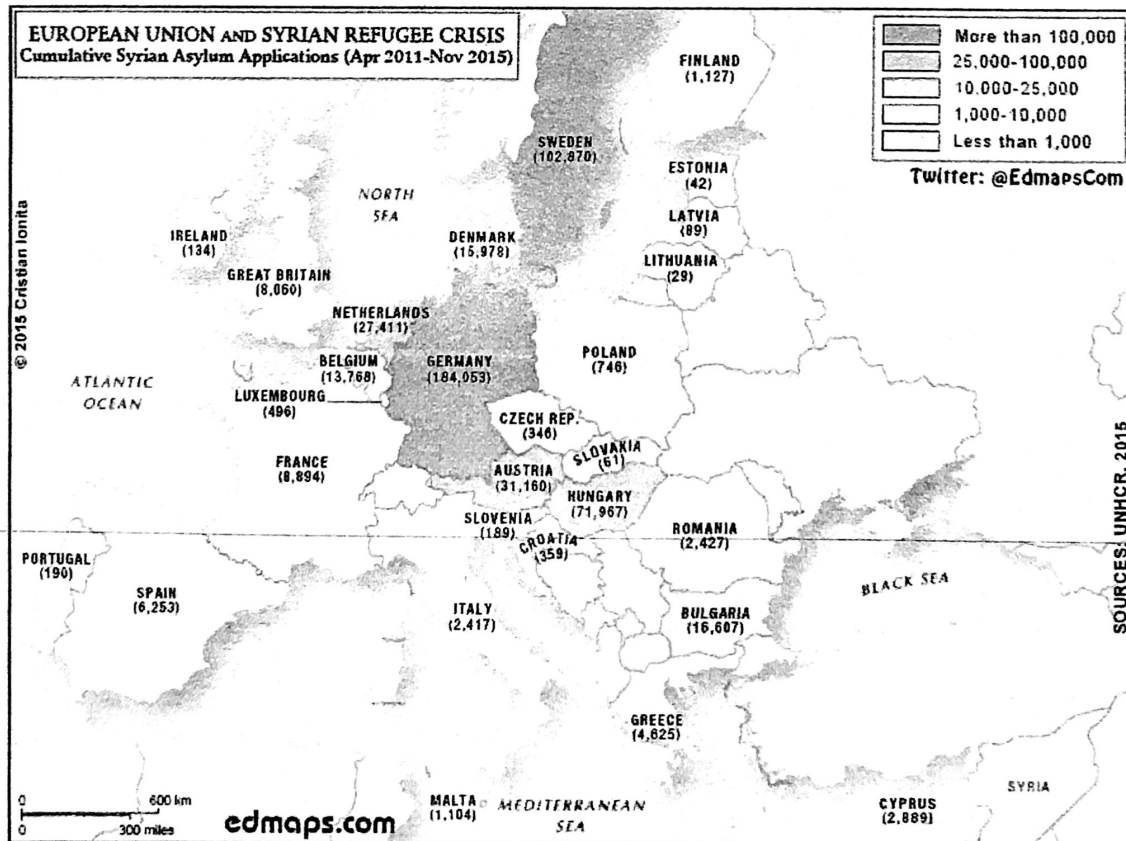 EUROPEAN UNION AND SYRIAN REFUGEE CRISIS
Cumulative Syrian Asylum Applications (Apr 2011-Nov 2015)
More than 100,000
25,000-100,000
10,000-25,000
1,000-10,000
Less than 1,000
Twitter: @EdmapsCom
© 2015 Cristian Ionita
FINLAND
(1,127)
SWEDEN
(102,870)
ESTONIA
(42)
NORTH
SEA
LATVIA
(89)
IRELAND
(134)
DENMARK
(15,978)
LITHUANIA
(29)
GREAT BRITAIN
(8,060)
NETHERLANDS
(27,411)
BELGIUM
(13,768)
GERMANY
(184,053)
POLAND
(746)
ATLANTIC
OCEAN
LUXEMBOURG
(496)
CZECH REP.
(346)
SLOVAKIA
(61)
FRANCE
(8,894)
AUSTRIA
(31,160)
HUNGARY
(71,967)
SLOVENIA
(189)
CROATIA
(359)
ROMANIA
(2,427)
PORTUGAL
(190)
SPAIN
(6,253)
BLACK SEA
ITALY
(2,417)
BULGARIA
(16,607)
GREECE
(4,625)
SYRIA
MALTA
(1,104)
MEDITERRANEAN
SEA
CYPRUS
(2,889)
0 600 km
0 300 miles
edmaps.com
SOURCES: UNHCR, 2015